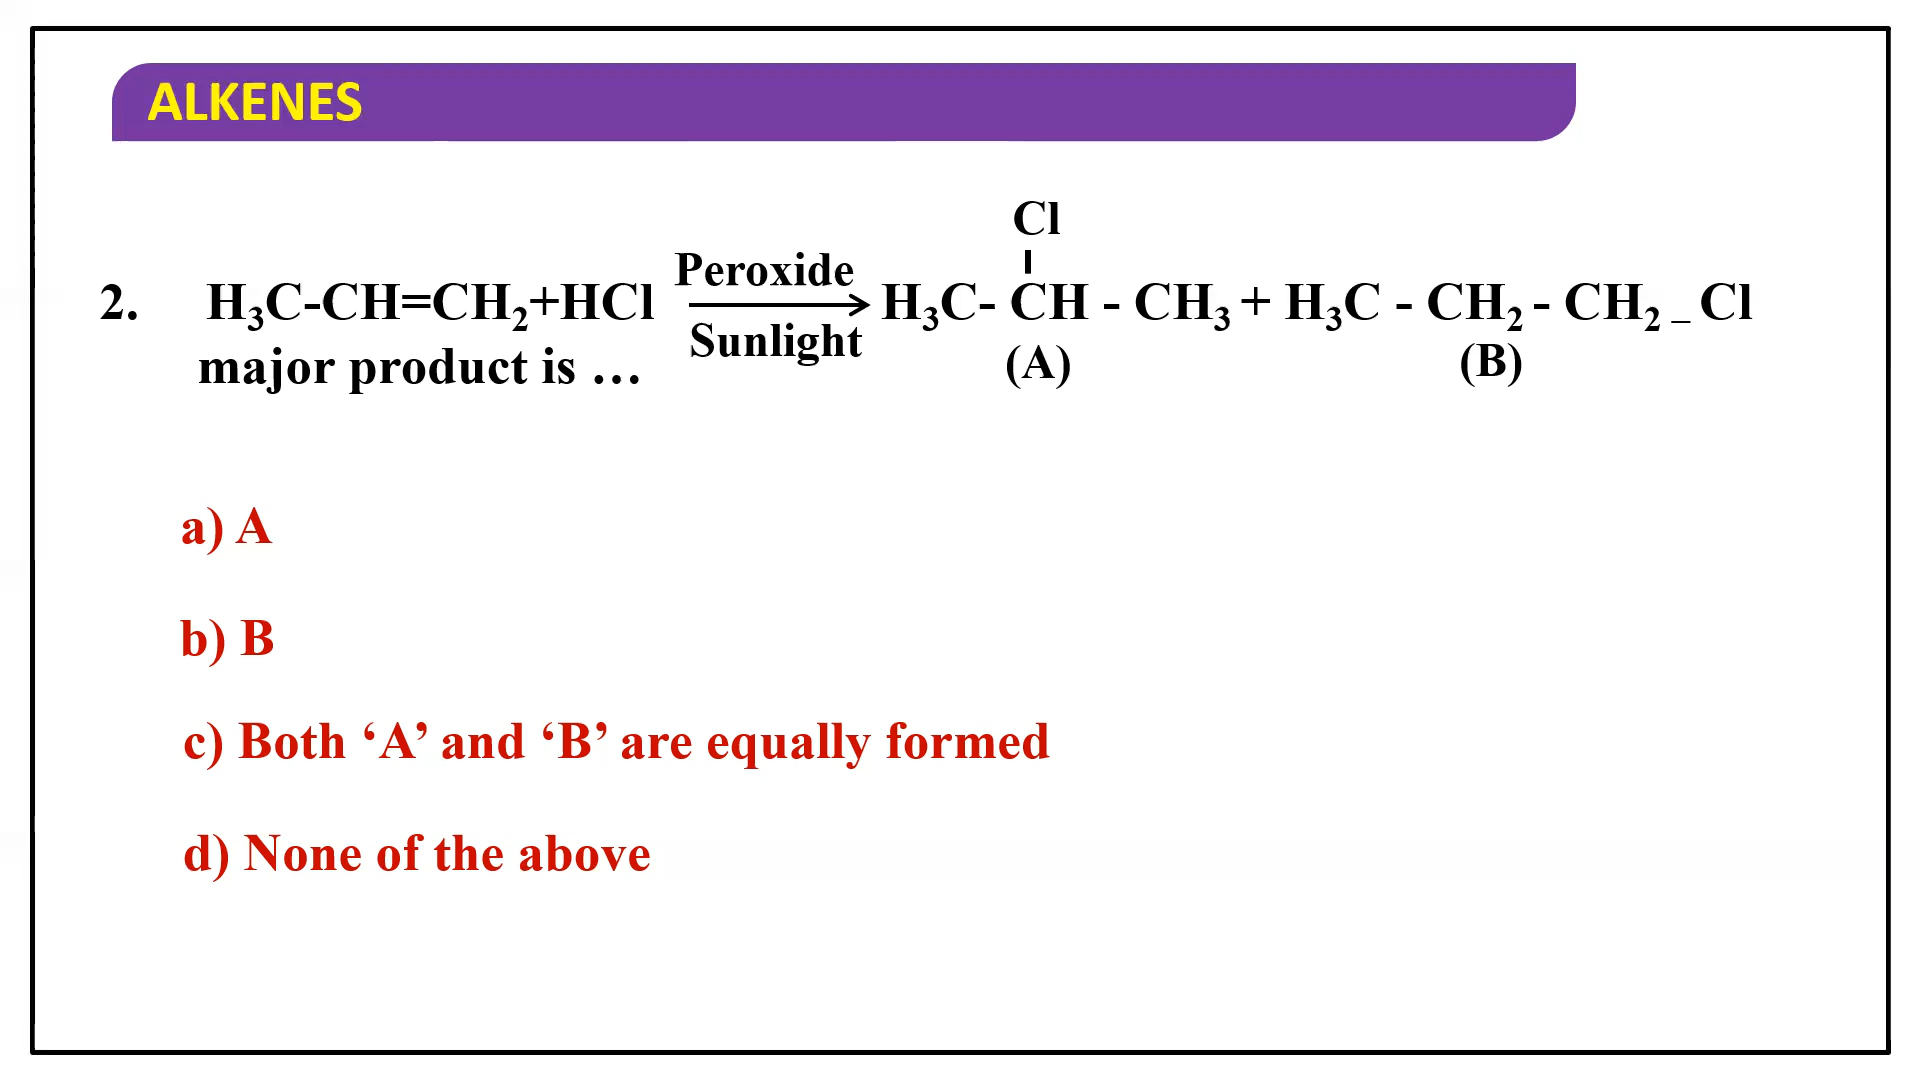 ALKENES
Cl
2. H₃C-CH=CH₂+HCl Peroxide Sunlight H₃C- CH - CH₃ + H₃C - CH₂ - CH₂ – Cl
major product is … (A) (B)
a) A
b) B
c) Both ‘A’ and ‘B’ are equally formed
d) None of the above